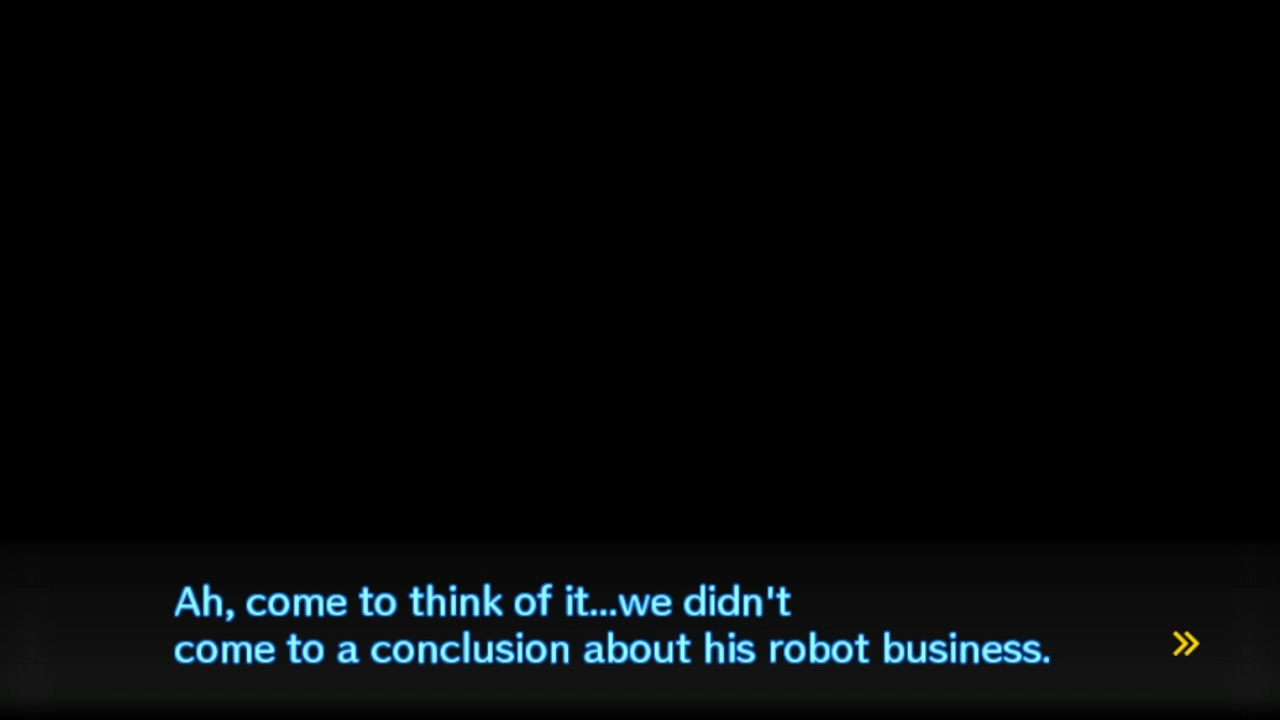 Ah, come to think of it...we didn't
come to a conclusion about his robot business.